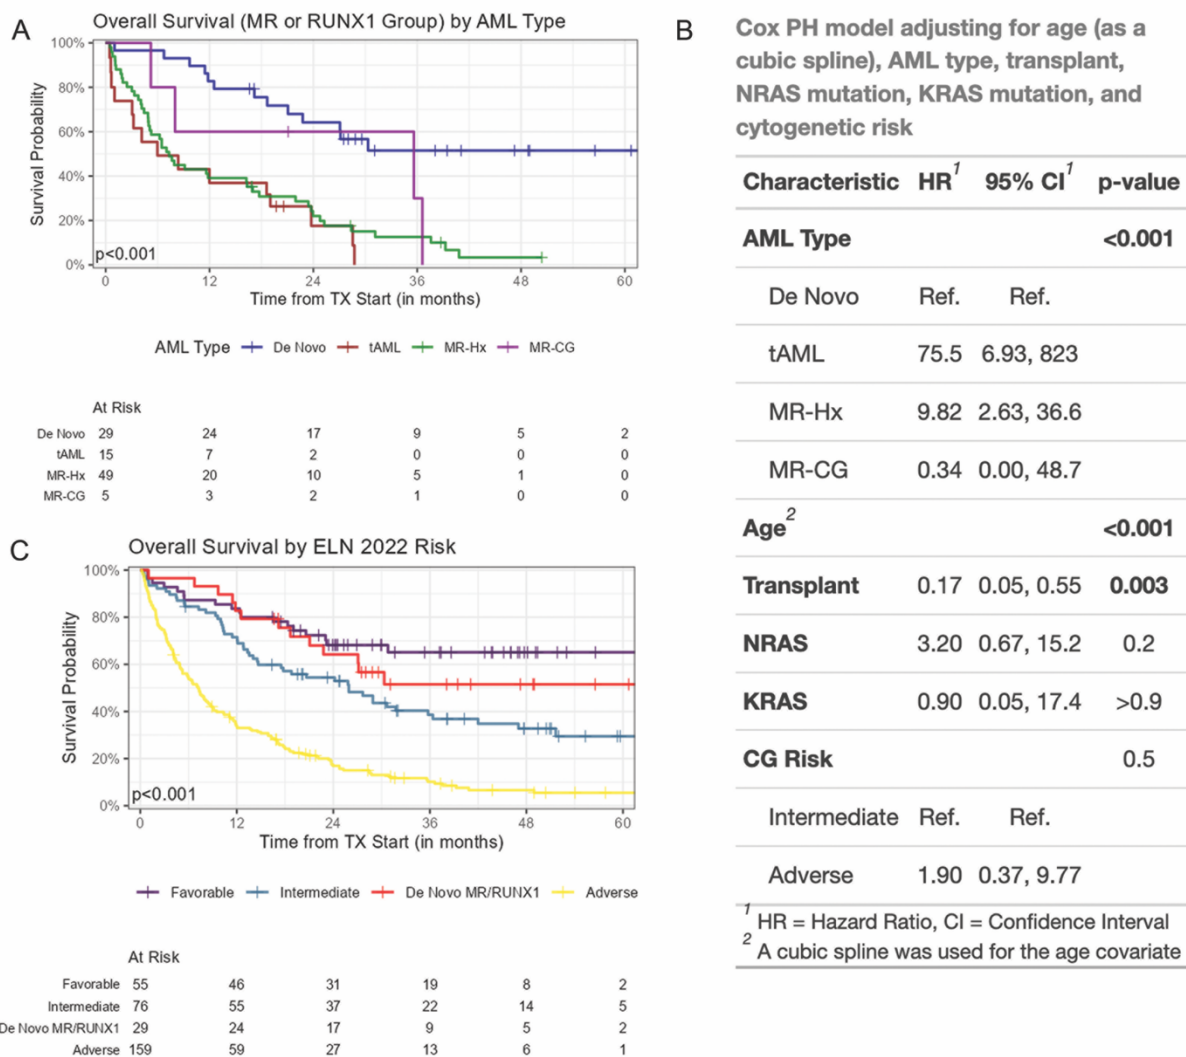 A
Overall Survival (MR or RUNX1 Group) by AML Type
100%
80%
60%
40%
20%
0%
Survival Probability
p<0.001
0 12 24 36 48 60
Time from TX Start (in months)
AML Type De Novo tAML MR-Hx MR-CG
At Risk
De Novo 29 24 17 9 5 2
tAML 15 7 2 0 0 0
MR-Hx 49 20 10 5 1 0
MR-CG 5 3 2 1 0 0
B
Cox PH model adjusting for age (as a
cubic spline), AML type, transplant,
NRAS mutation, KRAS mutation, and
cytogenetic risk
Characteristic HR1 95% CI1 p-value
AML Type <0.001
De Novo Ref. Ref.
tAML 75.5 6.93, 823
MR-Hx 9.82 2.63, 36.6
MR-CG 0.34 0.00, 48.7
Age2 <0.001
Transplant 0.17 0.05, 0.55 0.003
NRAS 3.20 0.67, 15.2 0.2
KRAS 0.90 0.05, 17.4 >0.9
CG Risk 0.5
Intermediate Ref. Ref.
Adverse 1.90 0.37, 9.77
1 HR = Hazard Ratio, CI = Confidence Interval
2 A cubic spline was used for the age covariate
C
Overall Survival by ELN 2022 Risk
100%
80%
60%
40%
20%
0%
Survival Probability
p<0.001
0 12 24 36 48 60
Time from TX Start (in months)
Favorable Intermediate De Novo MR/RUNX1 Adverse
At Risk
Favorable 55 46 31 19 8 2
Intermediate 76 55 37 22 14 5
De Novo MR/RUNX1 29 24 17 9 5 2
Adverse 159 59 27 13 6 1